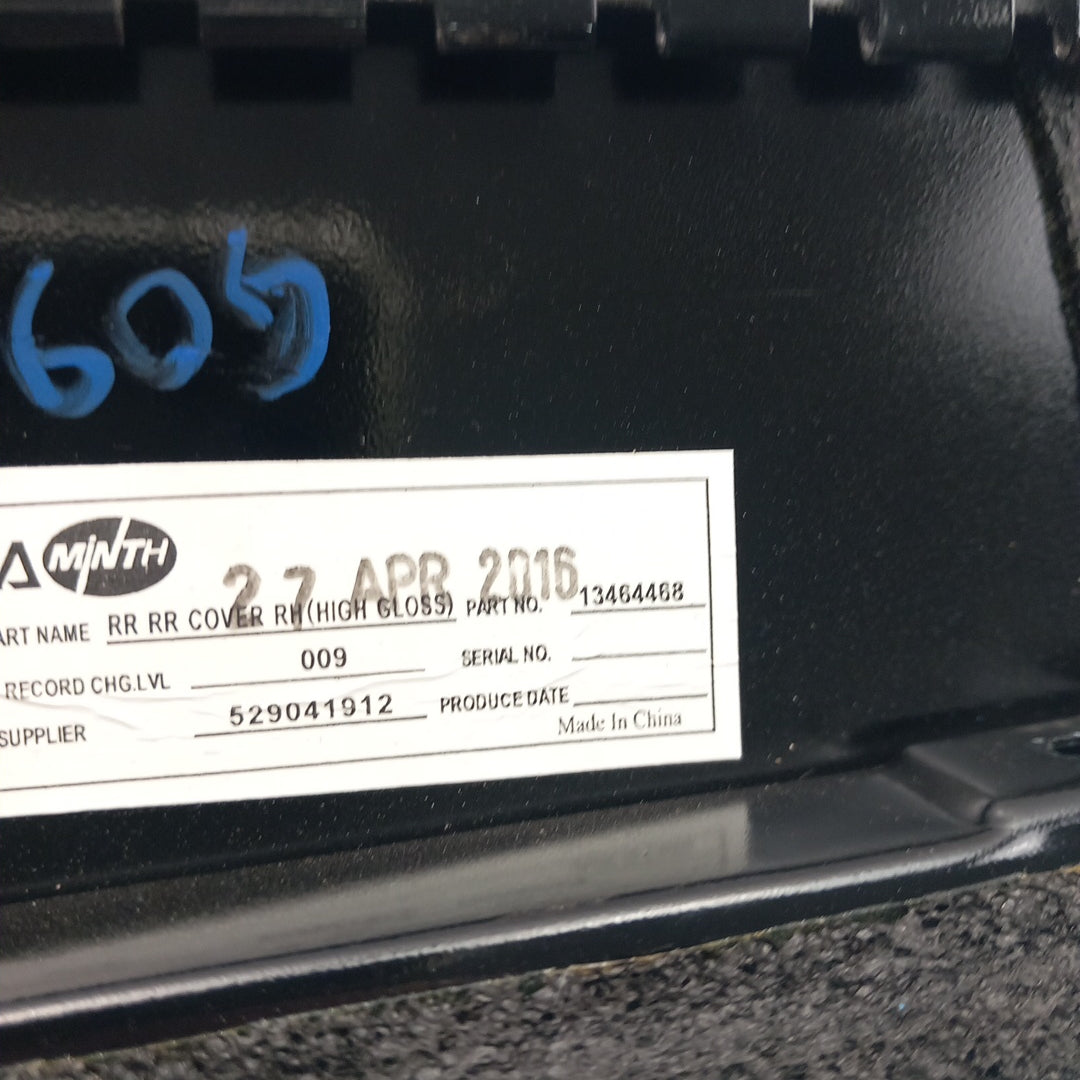 605
A MINTH
27 APR 2016
ART NAME RR RR COVER RH(HIGH GLOSS) PART NO. 13464468
RECORD CHG.LVL 009 SERIAL NO.
SUPPLIER 529041912 PRODUCE DATE
Made In China